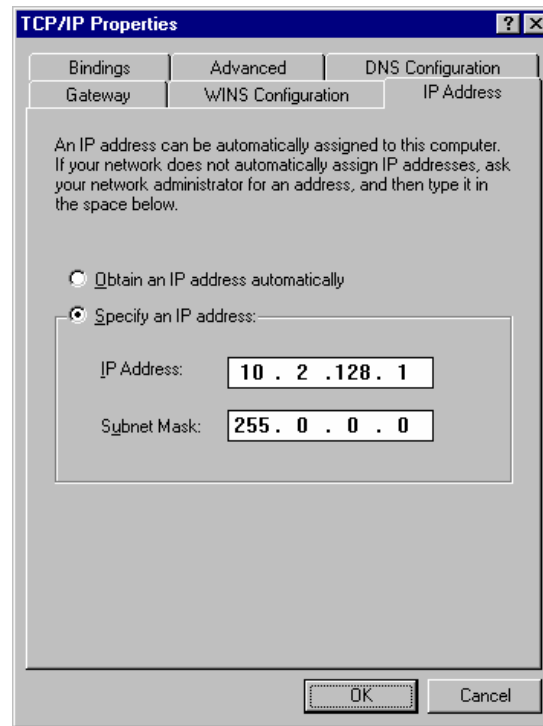 TCP/IP Properties
? ×
Bindings Advanced DNS Configuration
Gateway WINS Configuration IP Address
An IP address can be automatically assigned to this computer.
If your network does not automatically assign IP addresses, ask
your network administrator for an address, and then type it in
the space below.
Obtain an IP address automatically
Specify an IP address:
IP Address: 10 . 2 .128. 1
Subnet Mask: 255 . 0 . 0 . 0
OK Cancel